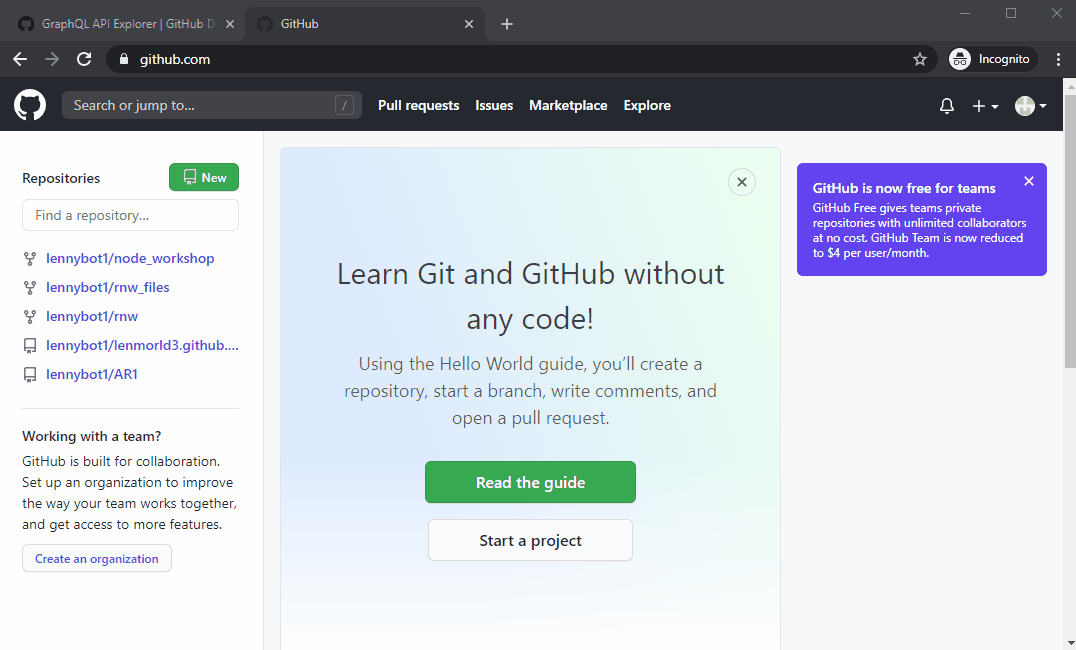 GraphQL API Explorer | GitHub D
GitHub
github.com
Incognito
Search or jump to...
/
Pull requests
Issues
Marketplace
Explore
Repositories
New
Find a repository...
lennybot1/node_workshop
lennybot1/rnw_files
lennybot1/rnw
lennybot1/lenmorld3.github....
lennybot1/AR1
Working with a team?
GitHub is built for collaboration.
Set up an organization to improve
the way your team works together,
and get access to more features.
Create an organization
Learn Git and GitHub without
any code!
Using the Hello World guide, you’ll create a
repository, start a branch, write comments, and
open a pull request.
Read the guide
Start a project
GitHub is now free for teams
GitHub Free gives teams private
repositories with unlimited collaborators
at no cost. GitHub Team is now reduced
to $4 per user/month.